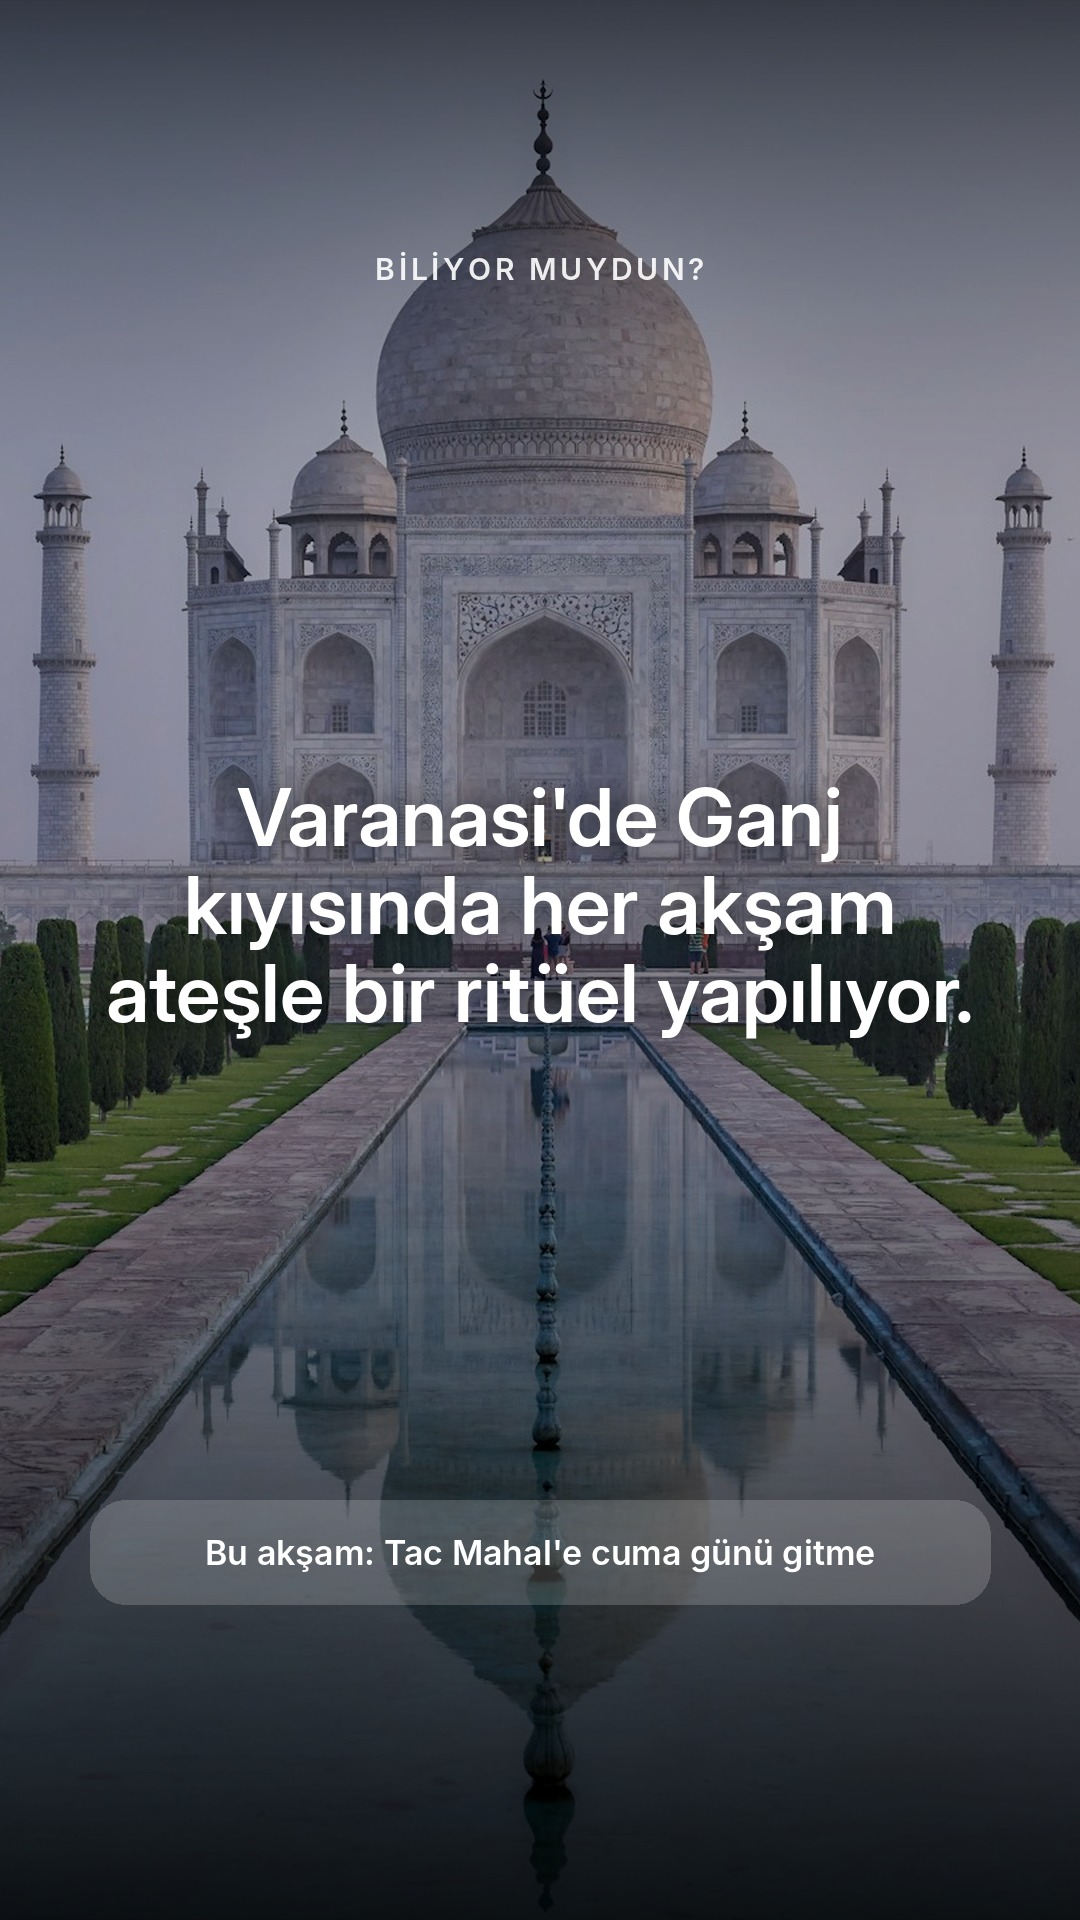 BİLİYOR MUYDUN?
Varanasi'de Ganj
kıyısında her akşam
ateşle bir ritüel yapılıyor.
Bu akşam: Tac Mahal'e cuma günü gitme